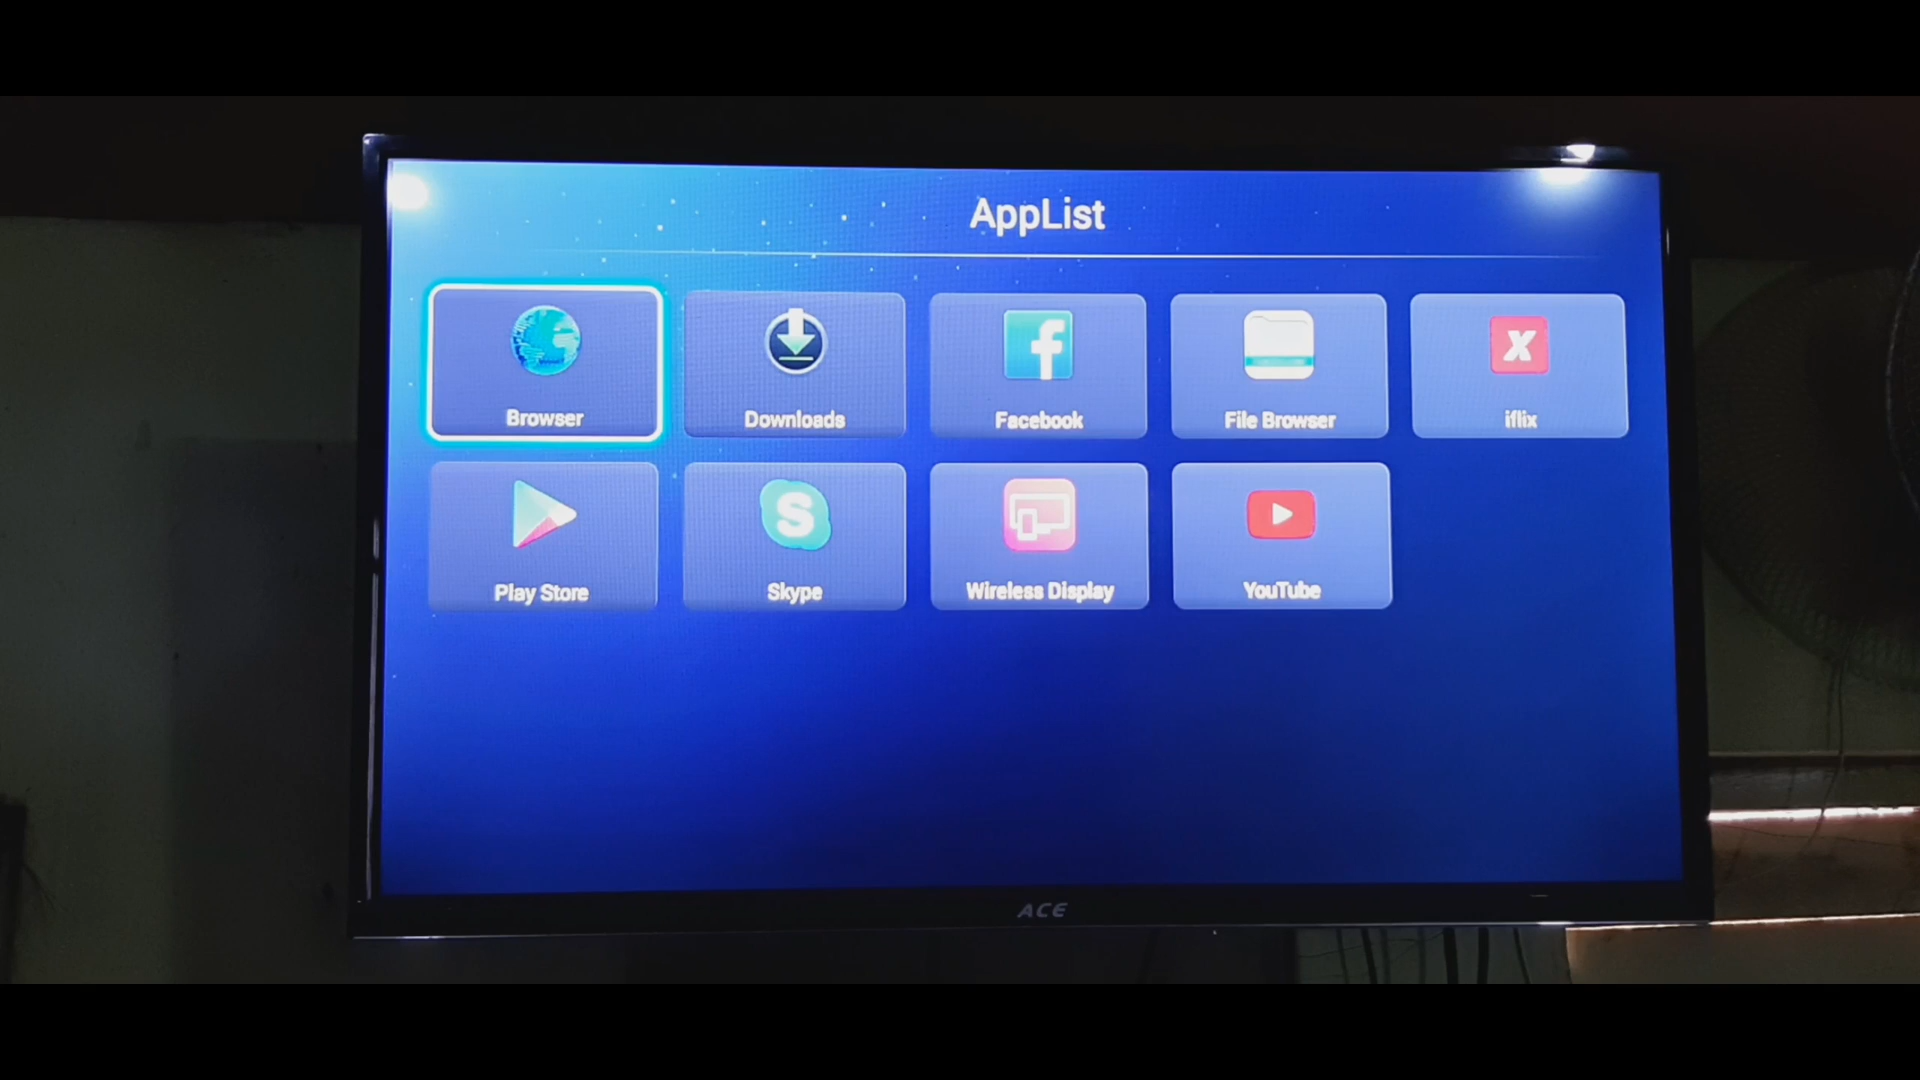 AppList
Browser
Downloads
Facebook
File Browser
iflix
Play Store
Skype
Wireless Display
YouTube
ACE